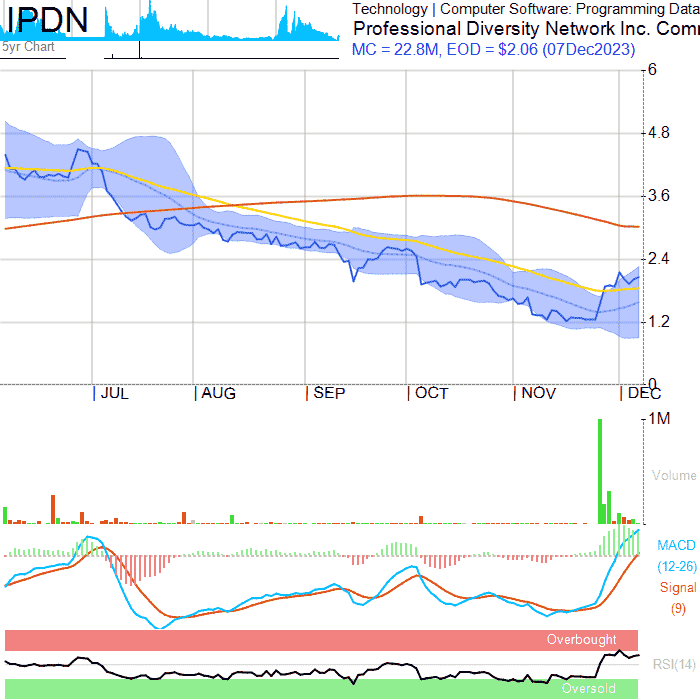 IPDN
5yr Chart
Technology | Computer Software: Programming Data
Professional Diversity Network Inc. Comm
MC = 22.8M, EOD = $2.06 (07Dec2023)
6
4.8
3.6
2.4
1.2
0
JUL AUG SEP OCT NOV DEC
1M
Volume
MACD
(12-26)
Signal
(9)
Overbought
RSI(14)
Oversold